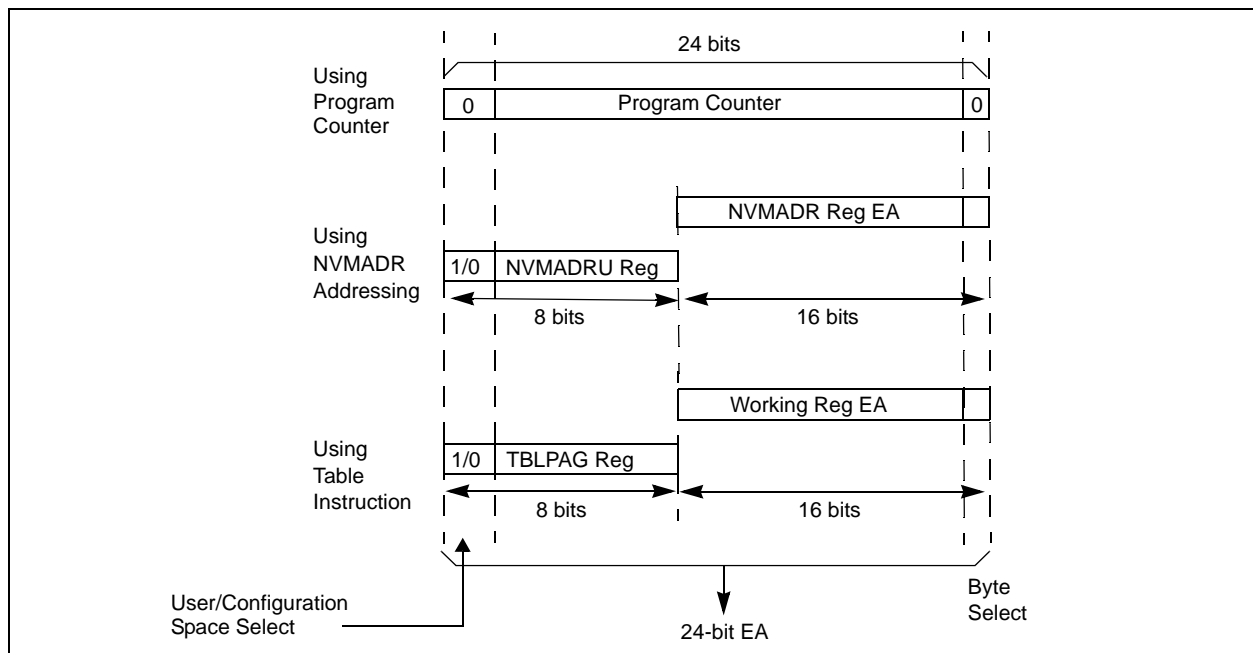 24 bits
Using
Program
Counter
0
Program Counter
0
NVMADR Reg EA
Using
NVMADR
Addressing
1/0
NVMADRU Reg
8 bits
16 bits
Working Reg EA
Using
Table
Instruction
1/0
TBLPAG Reg
8 bits
16 bits
User/Configuration
Space Select
24-bit EA
Byte
Select